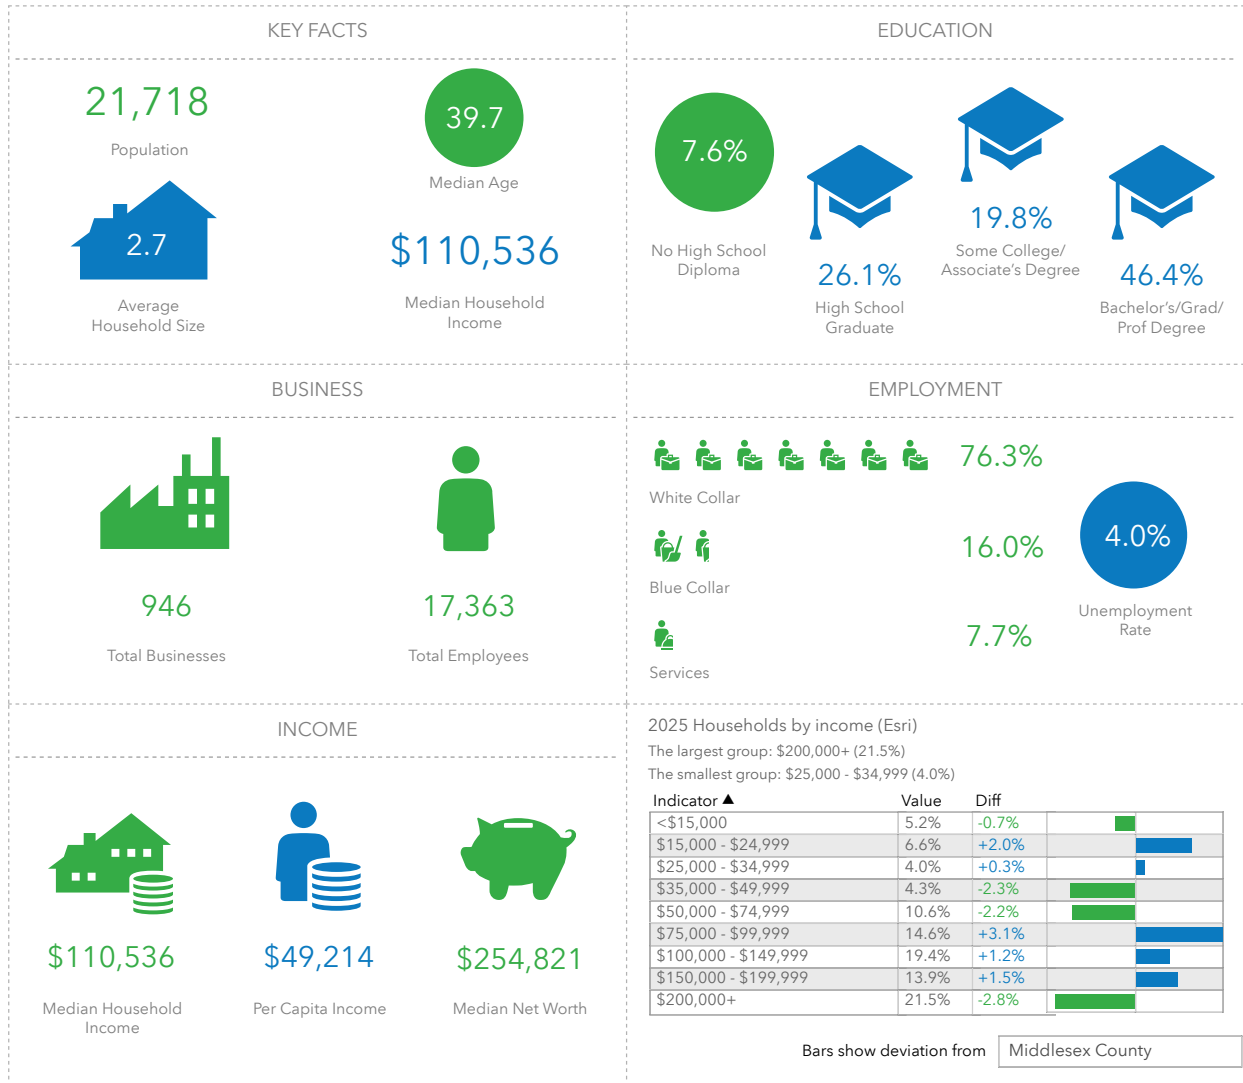 KEY FACTS
21,718
Population
39.7
Median Age
2.7
Average
Household Size
$110,536
Median Household
Income
EDUCATION
7.6%
No High School
Diploma
26.1%
High School
Graduate
19.8%
Some College/
Associate's Degree
46.4%
Bachelor's/Grad/
Prof Degree
BUSINESS
946
Total Businesses
17,363
Total Employees
EMPLOYMENT
76.3%
White Collar
16.0%
Blue Collar
7.7%
Services
4.0%
Unemployment
Rate
INCOME
$110,536
Median Household
Income
$49,214
Per Capita Income
$254,821
Median Net Worth
2025 Households by income (Esri)
The largest group: $200,000+ (21.5%)
The smallest group: $25,000 - $34,999 (4.0%)
Indicator ▲ Value Diff
<$15,000 5.2% -0.7%
$15,000 - $24,999 6.6% +2.0%
$25,000 - $34,999 4.0% +0.3%
$35,000 - $49,999 4.3% -2.3%
$50,000 - $74,999 10.6% -2.2%
$75,000 - $99,999 14.6% +3.1%
$100,000 - $149,999 19.4% +1.2%
$150,000 - $199,999 13.9% +1.5%
$200,000+ 21.5% -2.8%
Bars show deviation from Middlesex County